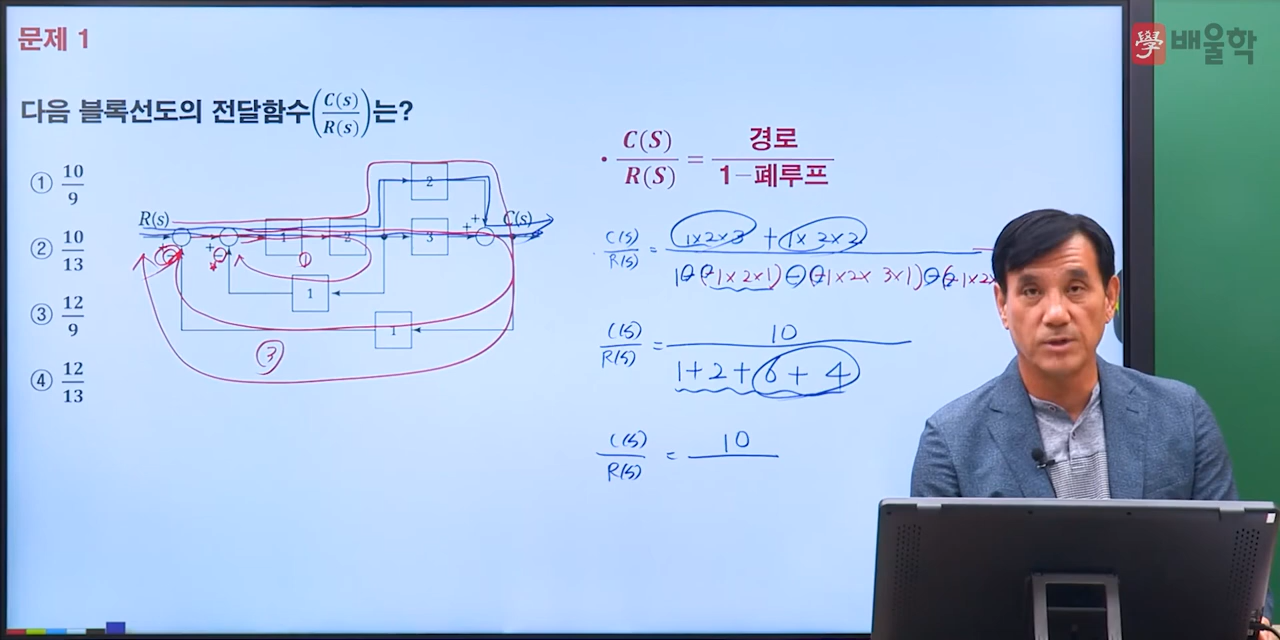 문제 1
學 배울학
다음 블록선도의 전달함수(C(s)/R(s))는?
① 10/9
② 10/13
③ 12/9
④ 12/13
R(s)
C(s)
2
1
2
3
1
1
+
+
+
+
−
①
③
• C(S)/R(S) = 경로/1−폐루프
C(s)/R(s) = 1×2×3 + 1×2×2
C(s)/R(s) = 10/1+2+6+4
C(s)/R(s) = 10